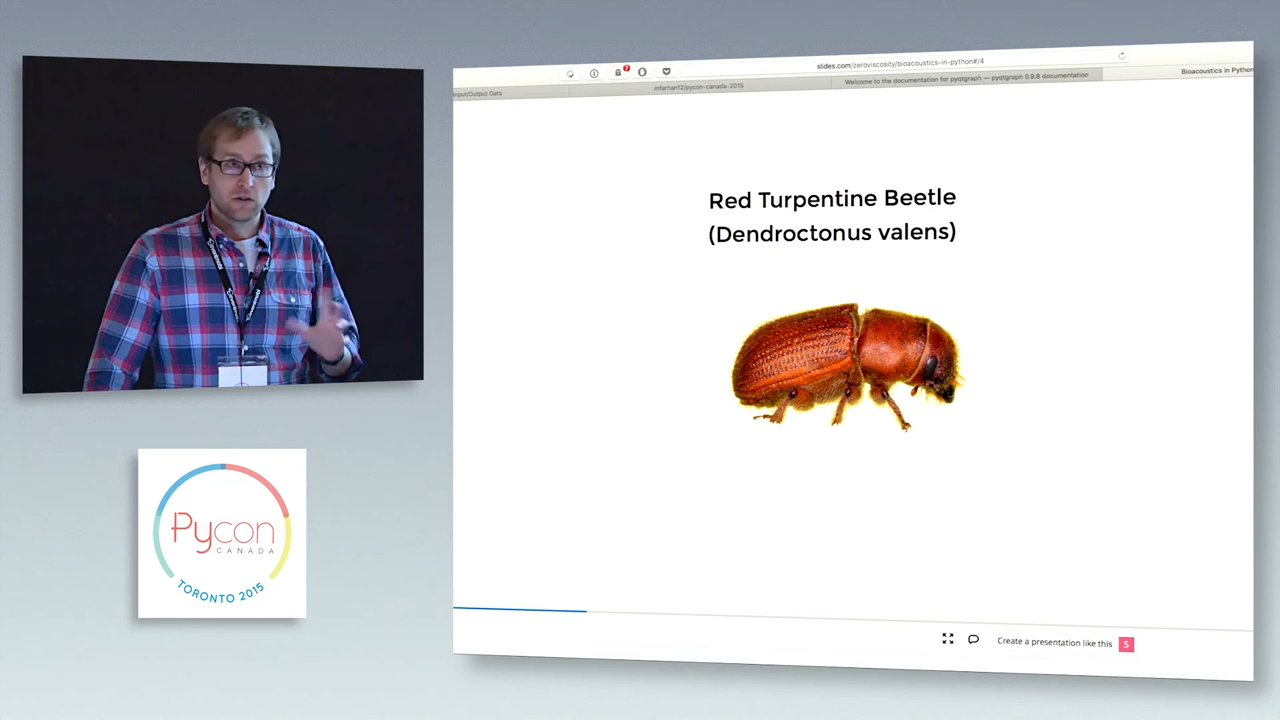 slides.com/zeroviscosity/bioacoustics-in-python#/4
Input/Output Data
mfarhan12/pycon-canada-2015
Welcome to the documentation for pyqtgraph — pyqtgraph 0.9.8 documentation
Bioacoustics in Python
Red Turpentine Beetle
(Dendroctonus valens)
Pycon
CANADA
TORONTO 2015
Create a presentation like this
S